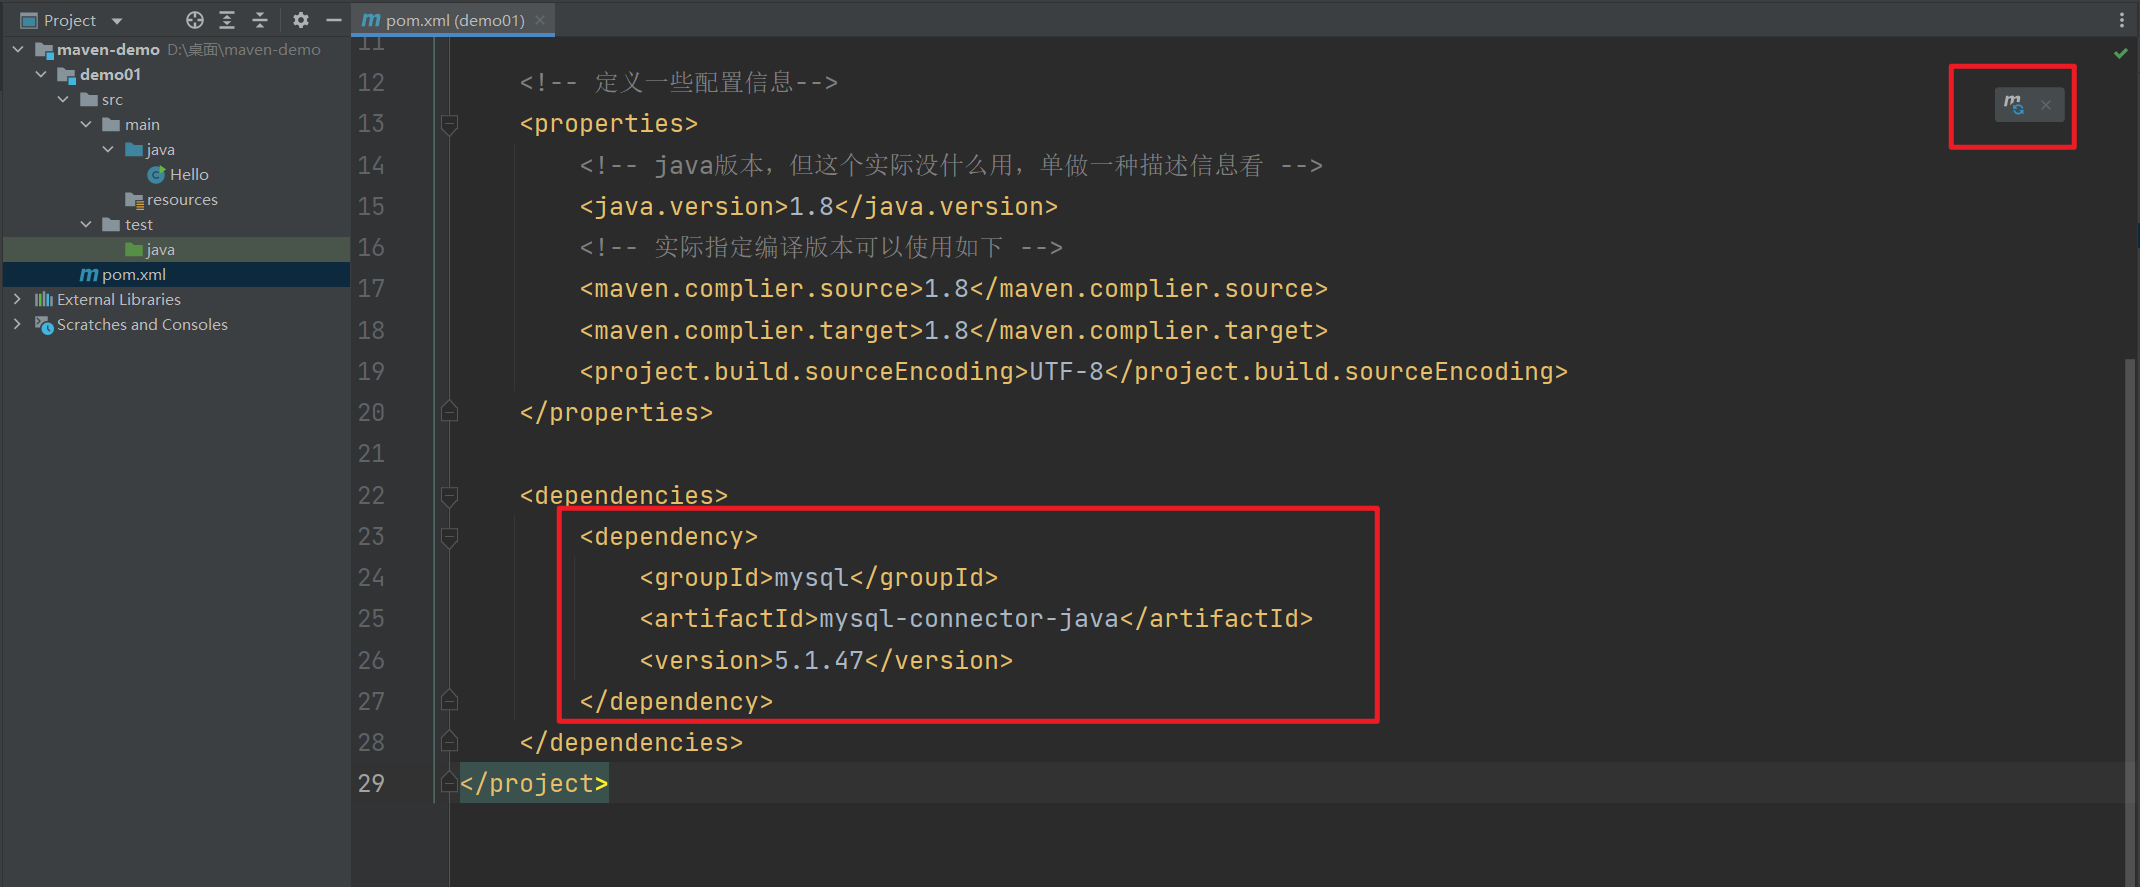 Project
pom.xml (demo01)
maven-demo D:\桌面\maven-demo
demo01
src
main
java
Hello
resources
test
java
pom.xml
External Libraries
Scratches and Consoles
11
12 <!-- 定义一些配置信息-->
13 <properties>
14 <!-- java版本，但这个实际没什么用，单做一种描述信息看 -->
15 <java.version>1.8</java.version>
16 <!-- 实际指定编译版本可以使用如下 -->
17 <maven.complier.source>1.8</maven.complier.source>
18 <maven.complier.target>1.8</maven.complier.target>
19 <project.build.sourceEncoding>UTF-8</project.build.sourceEncoding>
20 </properties>
21
22 <dependencies>
23 <dependency>
24 <groupId>mysql</groupId>
25 <artifactId>mysql-connector-java</artifactId>
26 <version>5.1.47</version>
27 </dependency>
28 </dependencies>
29 </project>